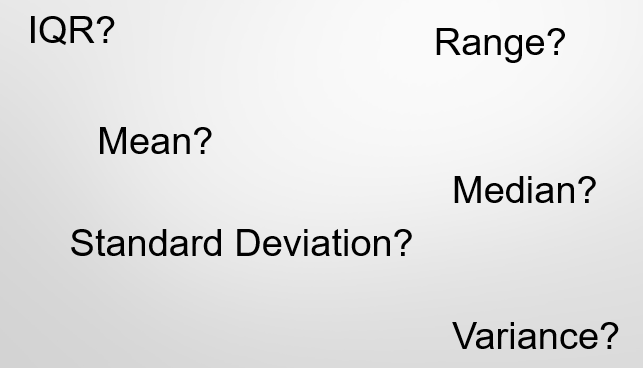 IQR?
Range?
Mean?
Median?
Standard Deviation?
Variance?